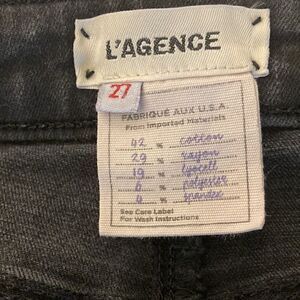 L'AGENCE
27
FABRIQUÉ AUX U.S.A.
From Imported Materials
42 % cotton
29 % rayon
19 % lyocell
6 % polyester
4 % spandex
See Care Label
For Wash Instructions